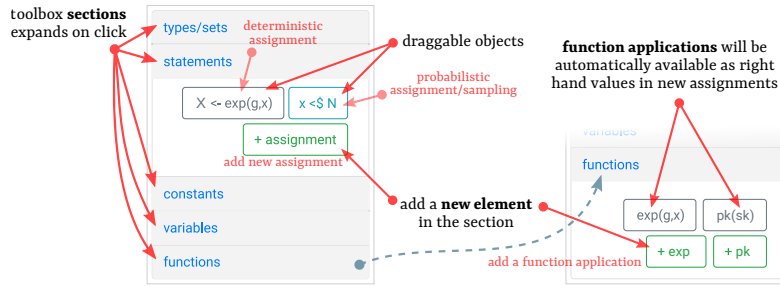 toolbox sections
expands on click
types/sets
deterministic
assignment
statements
draggable objects
function applications will be
automatically available as right
hand values in new assignments
X <- exp(g,x)
x <$ N
probabilistic
assignment/sampling
+ assignment
add new assignment
variables
functions
constants
variables
functions
add a new element
in the section
exp(g,x)
pk(sk)
+ exp
+ pk
add a function application